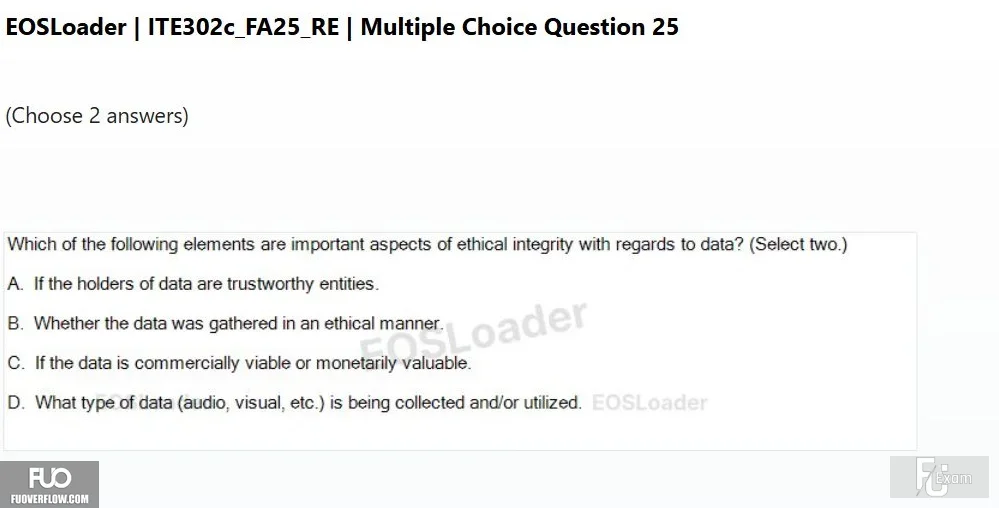 EOSLoader | ITE302c_FA25_RE | Multiple Choice Question 25
(Choose 2 answers)
Which of the following elements are important aspects of ethical integrity with regards to data? (Select two.)
A. If the holders of data are trustworthy entities.
B. Whether the data was gathered in an ethical manner.
EOSLoader
C. If the data is commercially viable or monetarily valuable.
D. What type of data (audio, visual, etc.) is being collected and/or utilized. EOSLoader
FUO
FUOVERFLOW.COM
Exam